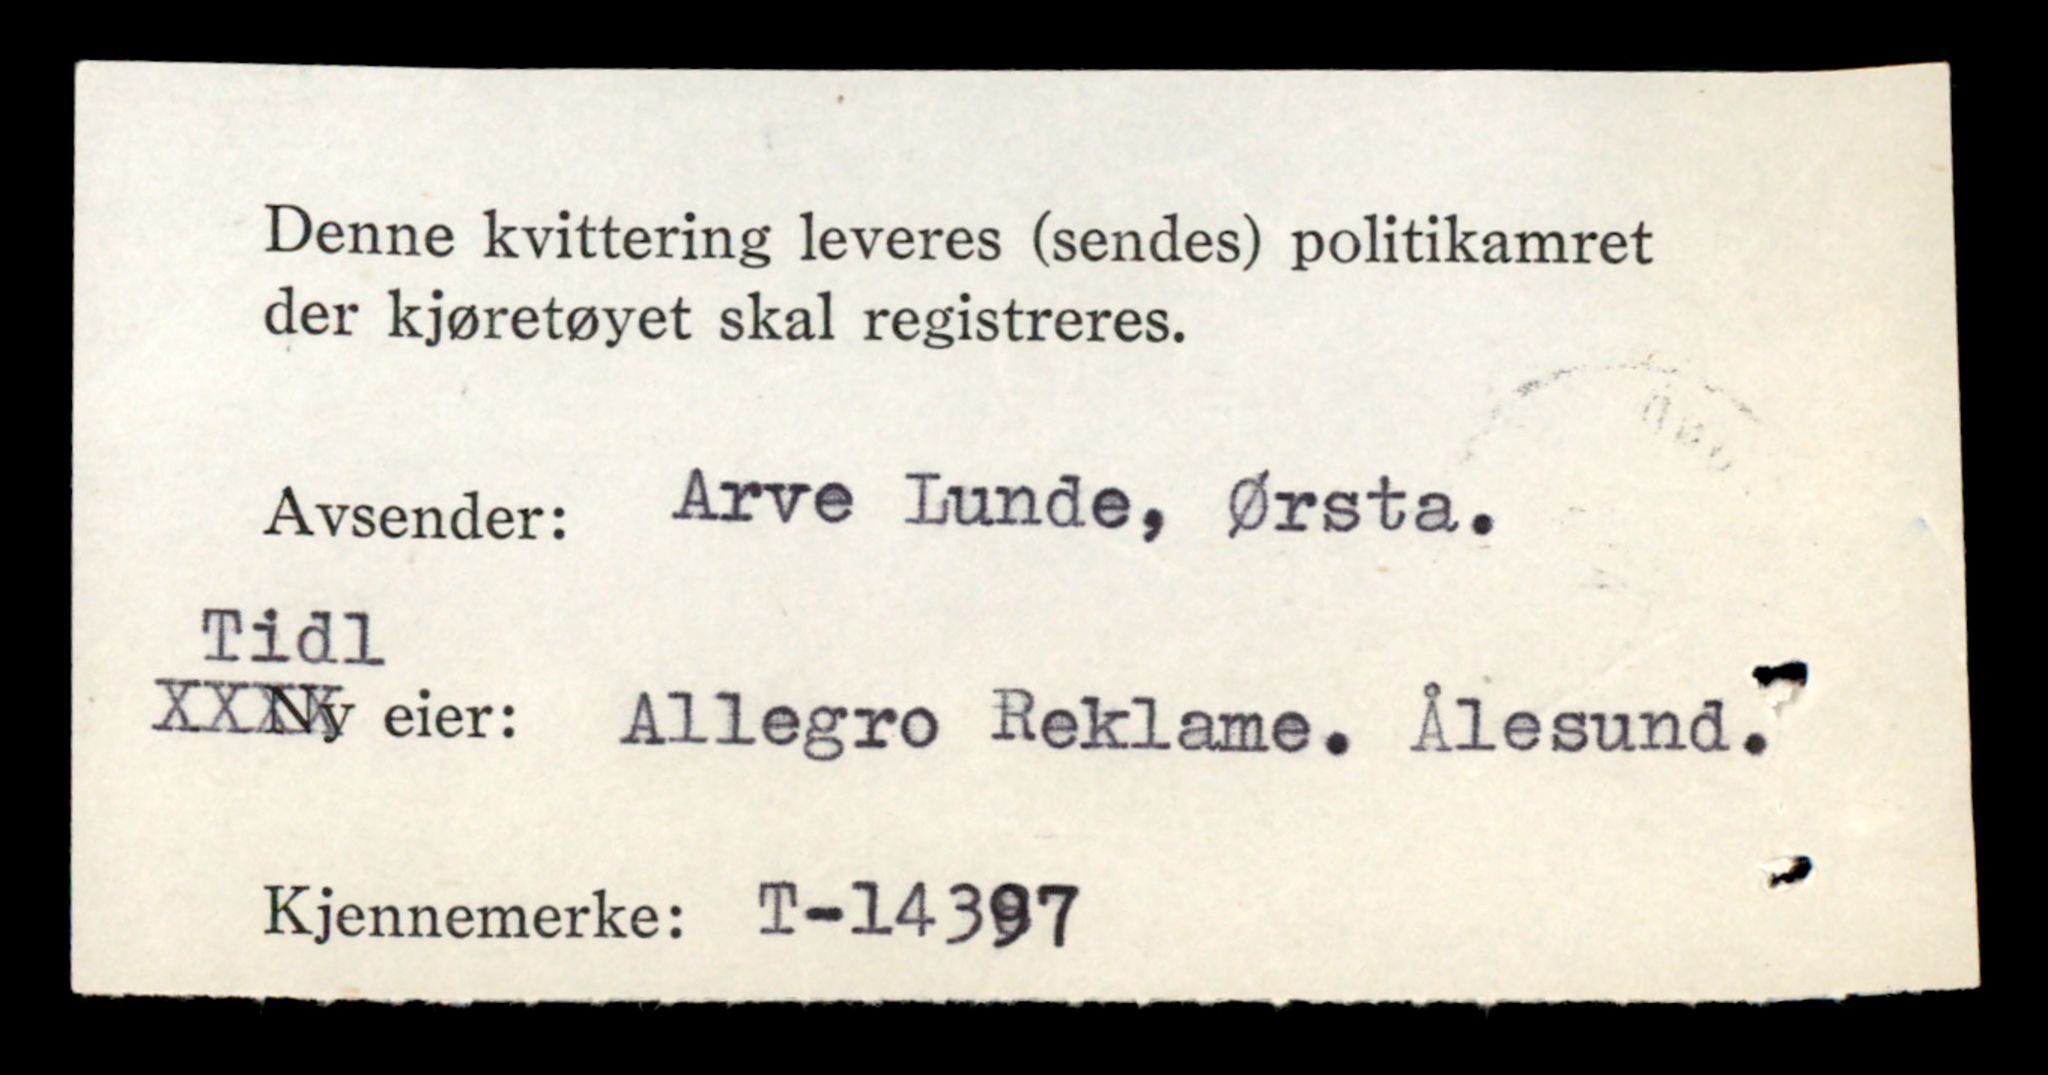 Denne kvittering leveres (sendes) politikamret
der kjøretøyet skal registreres.
Avsender: Arve Lunde, Ørsta.
Tidl
XXXNy eier: Allegro Reklame. Ålesund.
Kjennemerke: T-14397